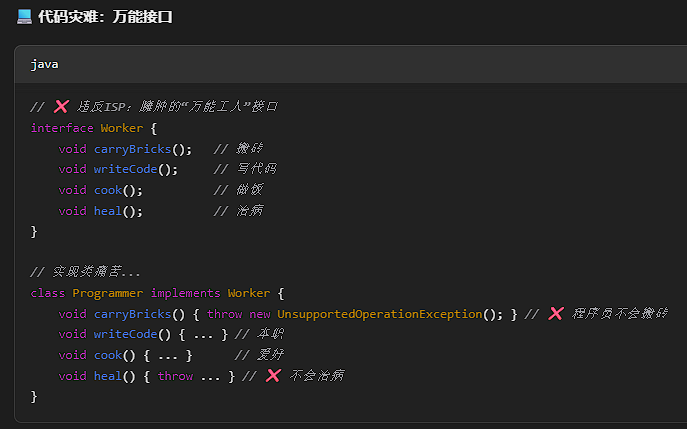 💻 代码灾难：万能接口
java
// ❌ 违反ISP：臃肿的“万能工人”接口
interface Worker {
    void carryBricks();   // 搬砖
    void writeCode();     // 写代码
    void cook();          // 做饭
    void heal();          // 治病
}

// 实现类痛苦...
class Programmer implements Worker {
    void carryBricks() { throw new UnsupportedOperationException(); } // ❌ 程序员不会搬砖
    void writeCode() { ... } // 本职
    void cook() { ... }      // 爱好
    void heal() { throw ... } // ❌ 不会治病
}